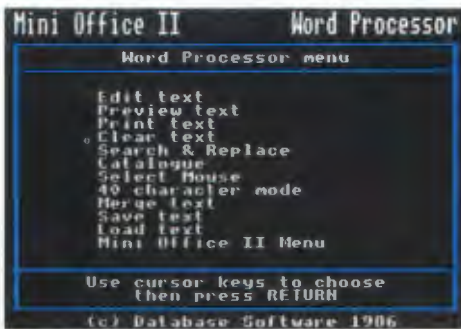 Mini Office II Word Processor
Word Processor menu
Edit text
Preview text
Print text
Clear text
Search & Replace
Catalogue
Select Mouse
40 character mode
Merge text
Save text
Load text
Mini Office II Menu
Use cursor keys to choose
then press RETURN
(c) Database Software 1986